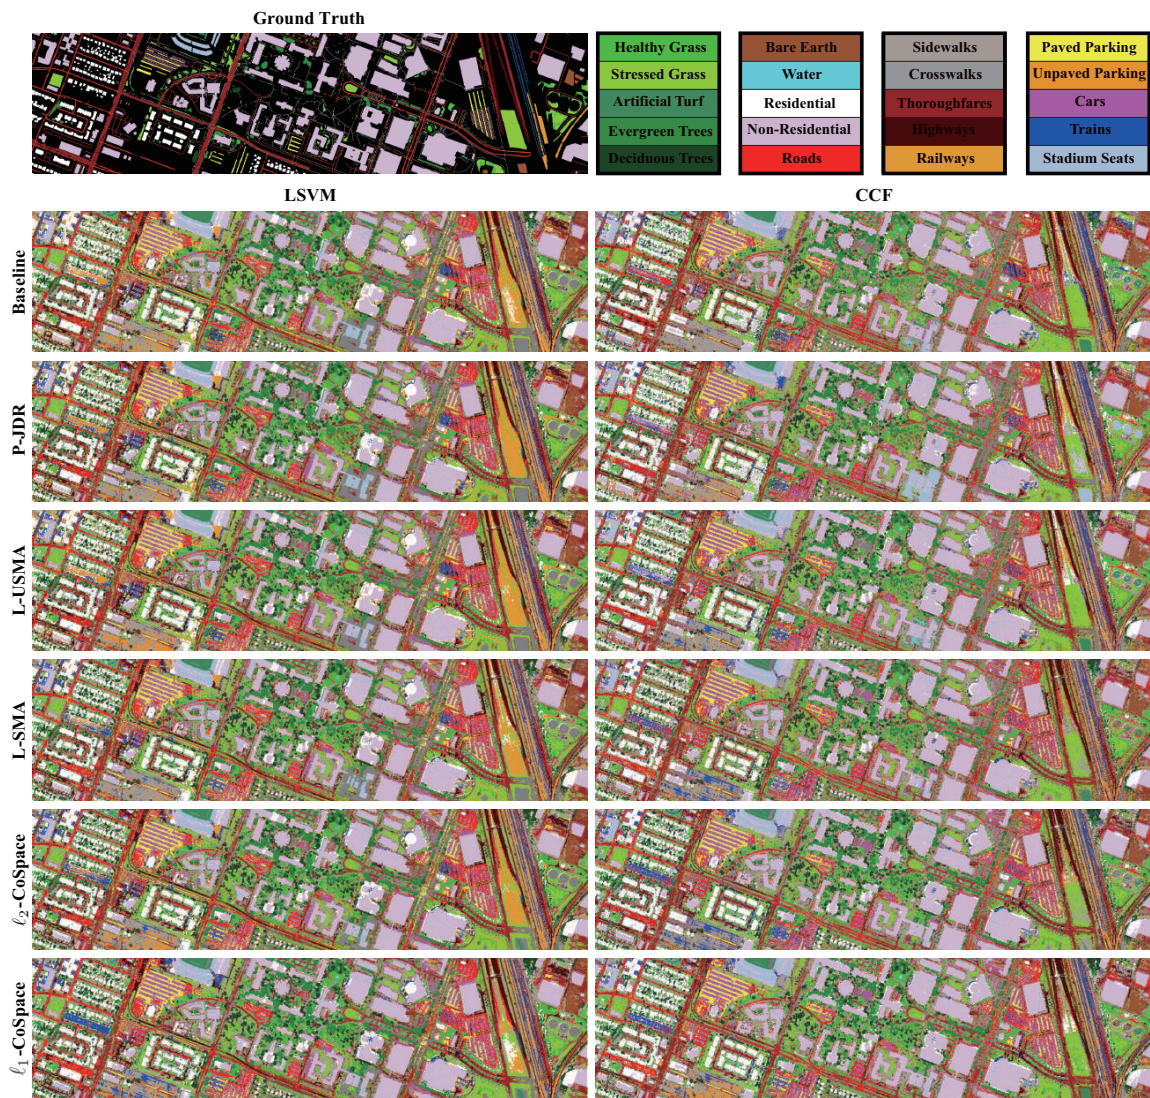 Ground Truth
Healthy Grass
Stressed Grass
Artificial Turf
Evergreen Trees
Deciduous Trees
Bare Earth
Water
Residential
Non-Residential
Roads
Sidewalks
Crosswalks
Thoroughfares
Highways
Railways
Paved Parking
Unpaved Parking
Cars
Trains
Stadium Seats
LSVM
CCF
Baseline
P-JDR
L-USMA
L-SMA
ℓ₂-CoSpace
ℓ₁-CoSpace